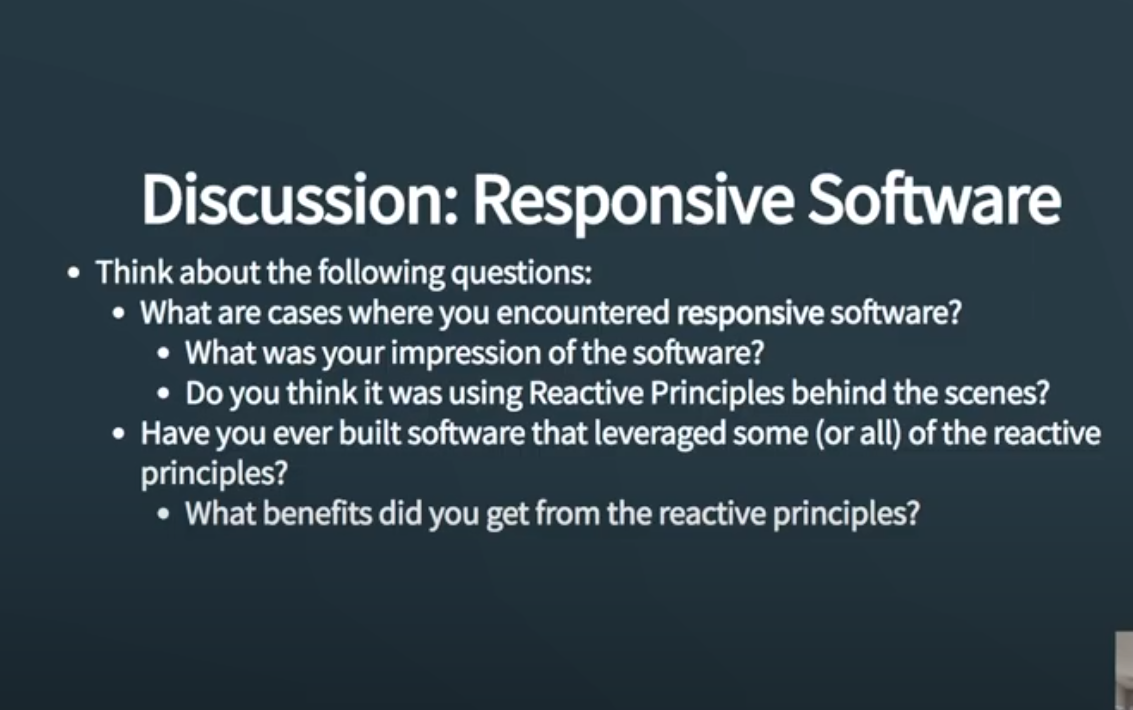 Discussion: Responsive Software
• Think about the following questions:
• What are cases where you encountered responsive software?
• What was your impression of the software?
• Do you think it was using Reactive Principles behind the scenes?
• Have you ever built software that leveraged some (or all) of the reactive
principles?
• What benefits did you get from the reactive principles?